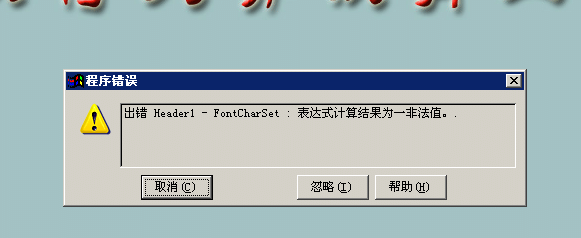 程序错误
出错 Header1 - FontCharSet : 表达式计算结果为一非法值。.
取消(C)
忽略(I)
帮助(H)